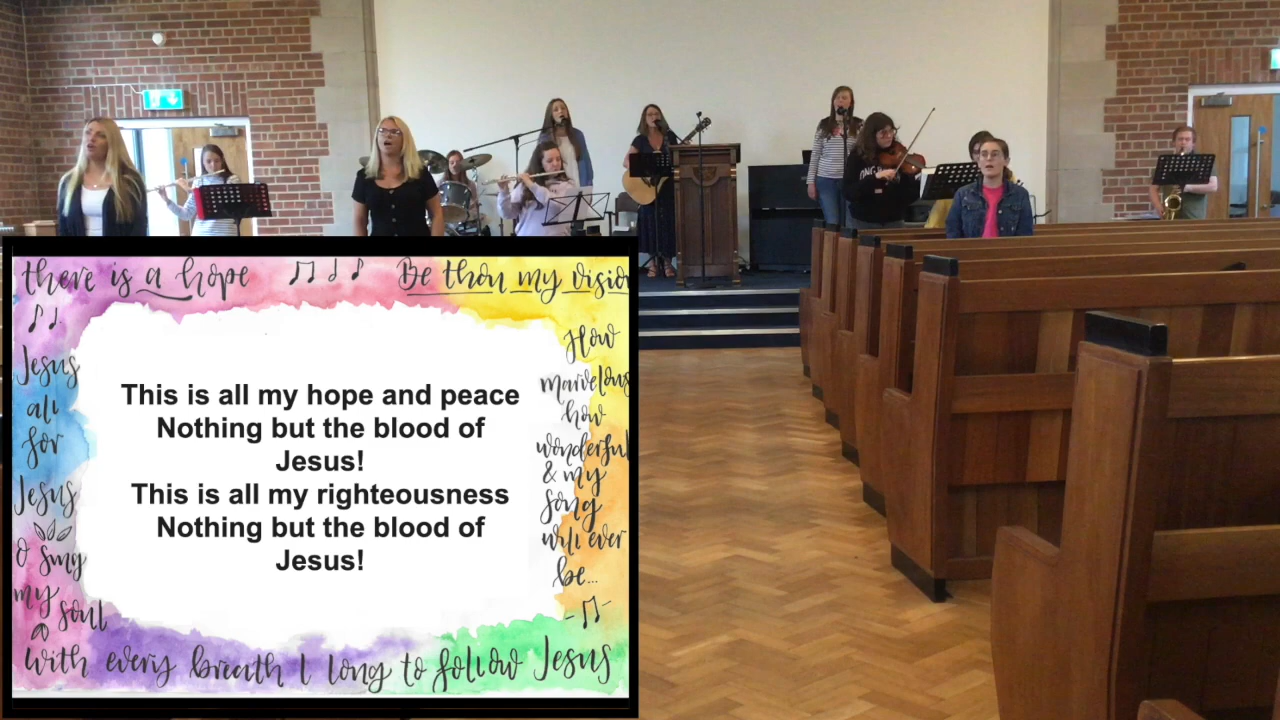 there is a hope
Be thou my vision
Jesus
all
for
Jesus
O sing
my
soul
This is all my hope and peace
Nothing but the blood of
Jesus!
This is all my righteousness
Nothing but the blood of
Jesus!
How
marvelous
how
wonderful
& my
song
will ever
be...
with every breath I long to follow Jesus